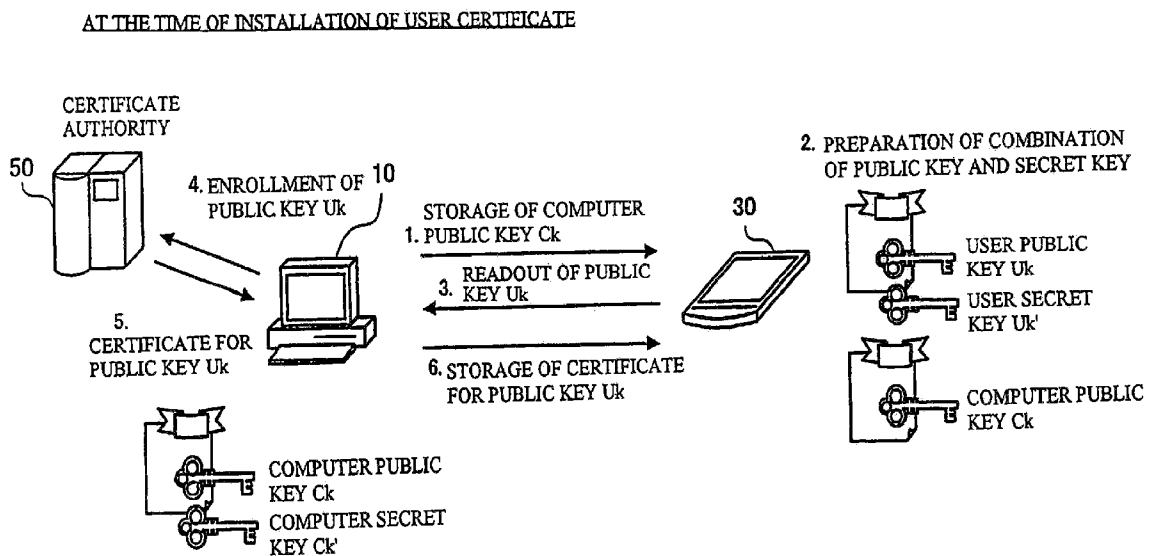 AT THE TIME OF INSTALLATION OF USER CERTIFICATE
CERTIFICATE
AUTHORITY
50
4. ENROLLMENT OF
PUBLIC KEY Uk
10
STORAGE OF COMPUTER
1. PUBLIC KEY Ck
3. READOUT OF PUBLIC
KEY Uk
30
2. PREPARATION OF COMBINATION
OF PUBLIC KEY AND SECRET KEY
USER PUBLIC
KEY Uk
USER SECRET
KEY Uk'
5.
CERTIFICATE FOR
PUBLIC KEY Uk
6. STORAGE OF CERTIFICATE
FOR PUBLIC KEY Uk
COMPUTER PUBLIC
KEY Ck
COMPUTER PUBLIC
KEY Ck
COMPUTER SECRET
KEY Ck'